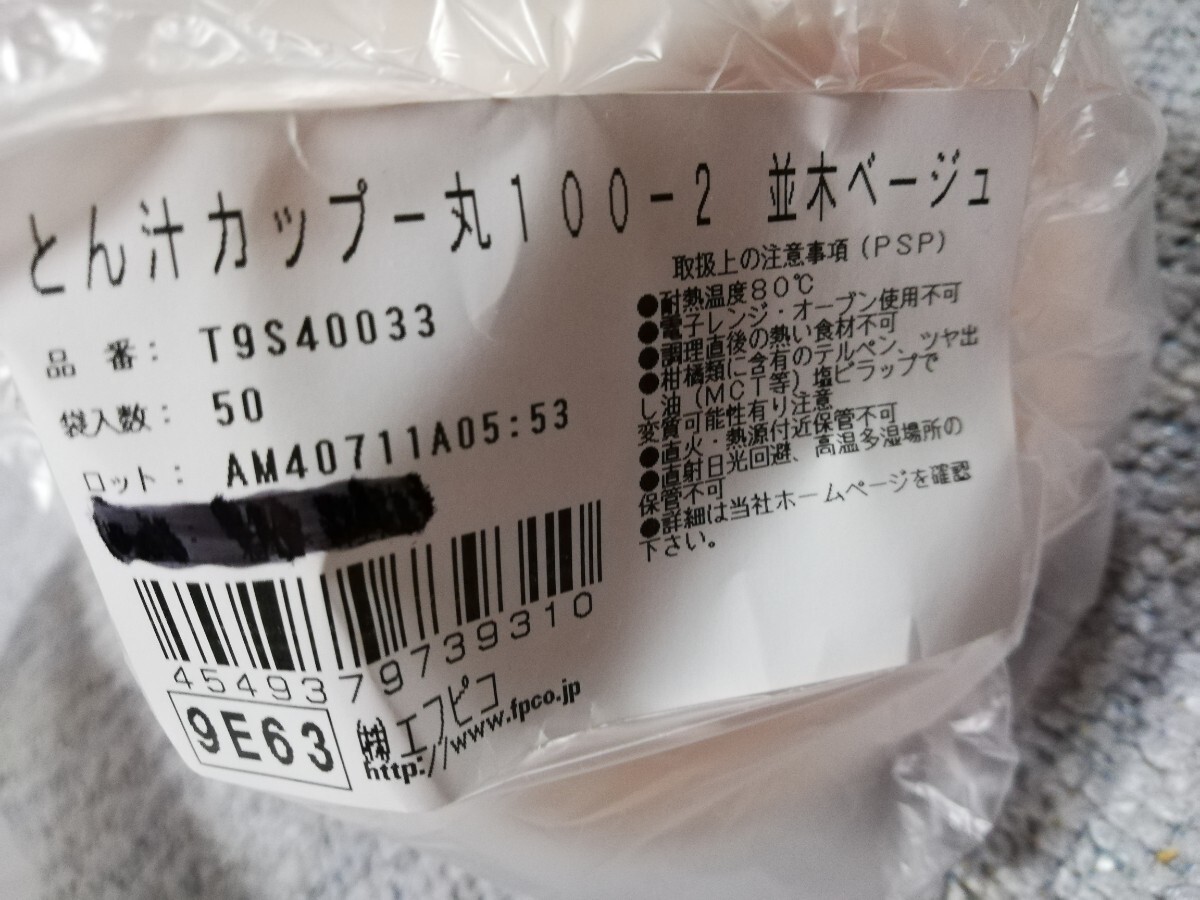 とん汁カップー丸100-2 並木ベージュ
品 番: T9S40033
袋入数: 50
ロット: AM40711A05:53
4549379739310
9E63
㈱エフピコ
http://www.fpco.jp
取扱上の注意事項(PSP)
●耐熱温度80℃
●電子レンジ・オーブン使用不可
●調理直後の熱い食材不可
●柑橘類に含有のテルペン、ツヤ出
し油(MCT等)塩ビラップで
変質可能性有り注意
●直火・熱源付近保管不可
●直射日光回避、高温多湿場所の
保管不可
●詳細は当社ホームページを確認
下さい。